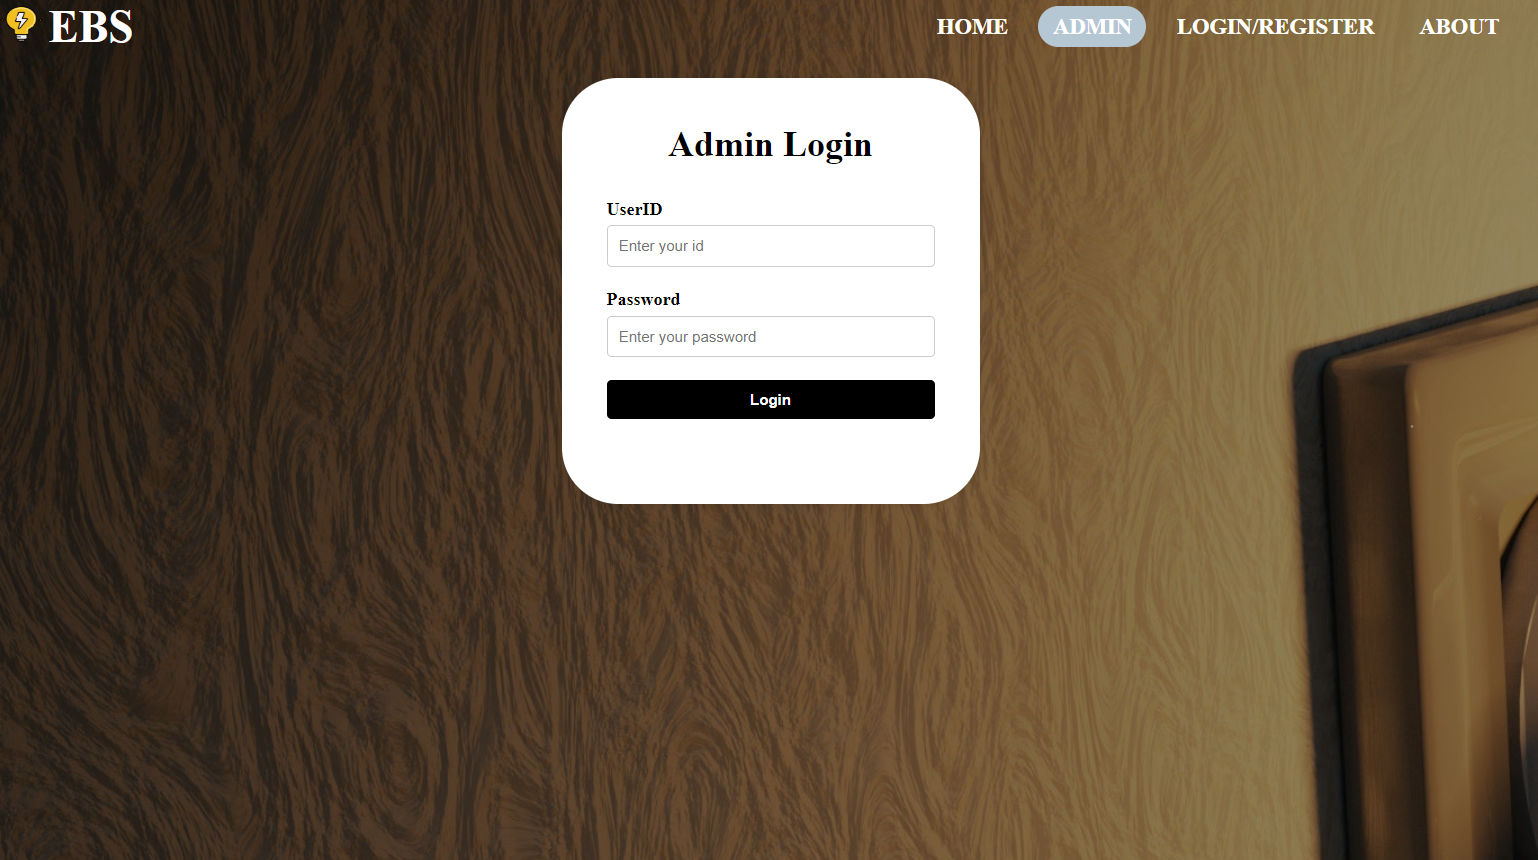 EBS
HOME ADMIN LOGIN/REGISTER ABOUT
Admin Login
UserID
Enter your id
Password
Enter your password
Login